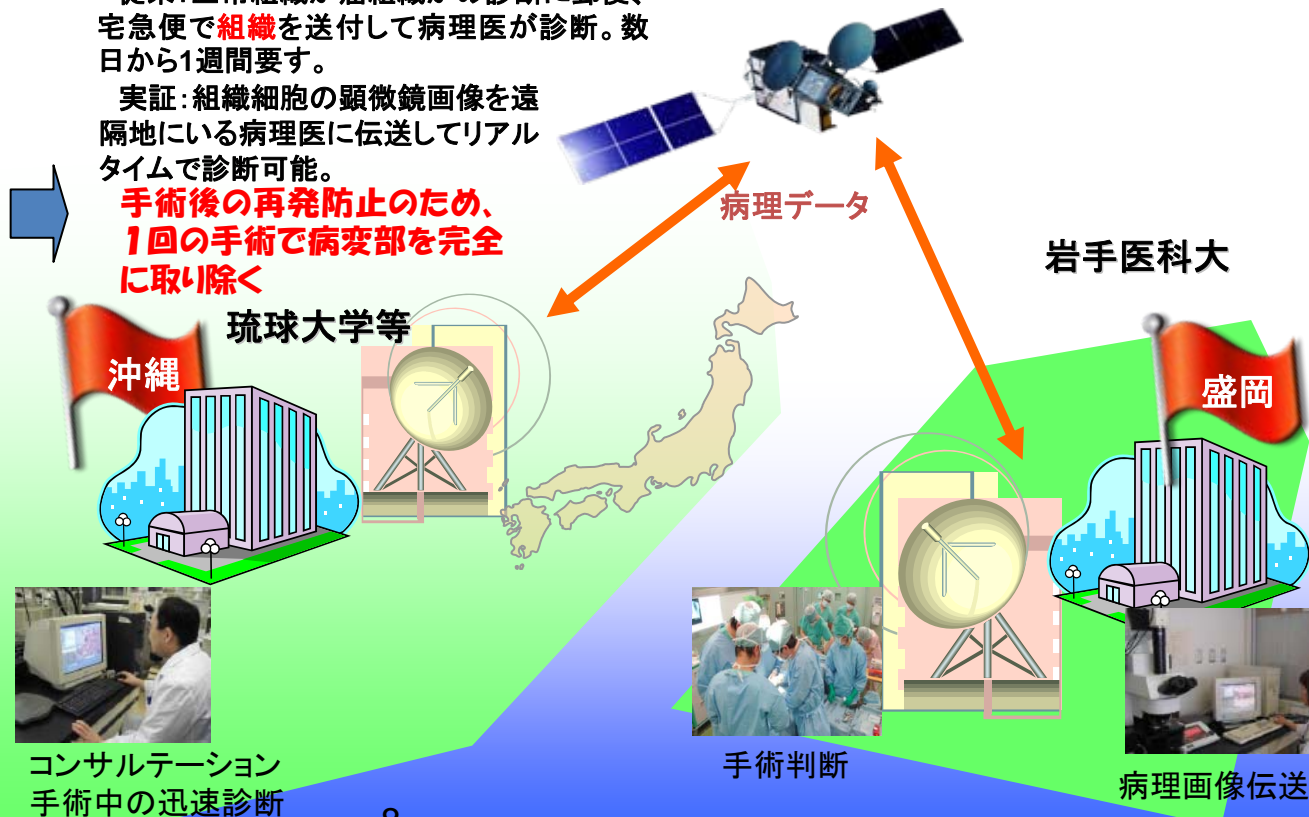 宅急便で組織を送付して病理医が診断。数
日から1週間要す。
実証：組織細胞の顕微鏡画像を遠
隔地にいる病理医に伝送してリアル
タイムで診断可能。
手術後の再発防止のため、
１回の手術で病変部を完全
に取り除く
病理データ
岩手医科大
琉球大学等
沖縄
盛岡
コンサルテーション
手術中の迅速診断
手術判断
病理画像伝送